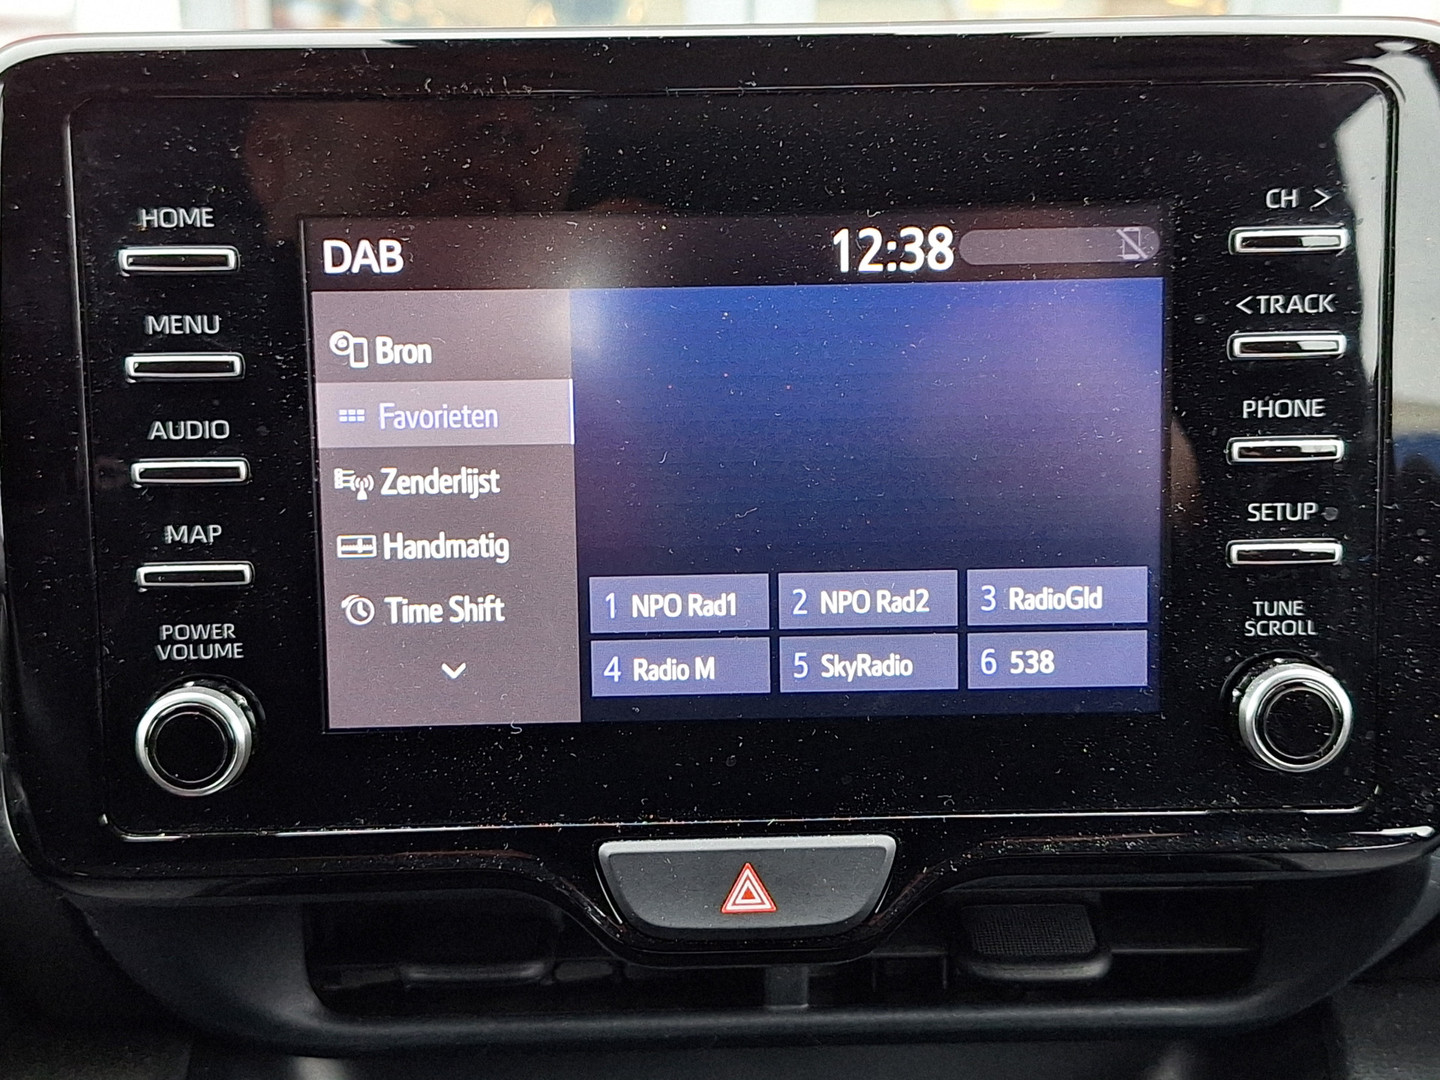 HOME
MENU
AUDIO
MAP
POWER
VOLUME
DAB
12:38
Bron
Favorieten
Zenderlijst
Handmatig
Time Shift
1 NPO Rad1
2 NPO Rad2
3 RadioGld
4 Radio M
5 SkyRadio
6 538
CH >
< TRACK
PHONE
SETUP
TUNE
SCROLL